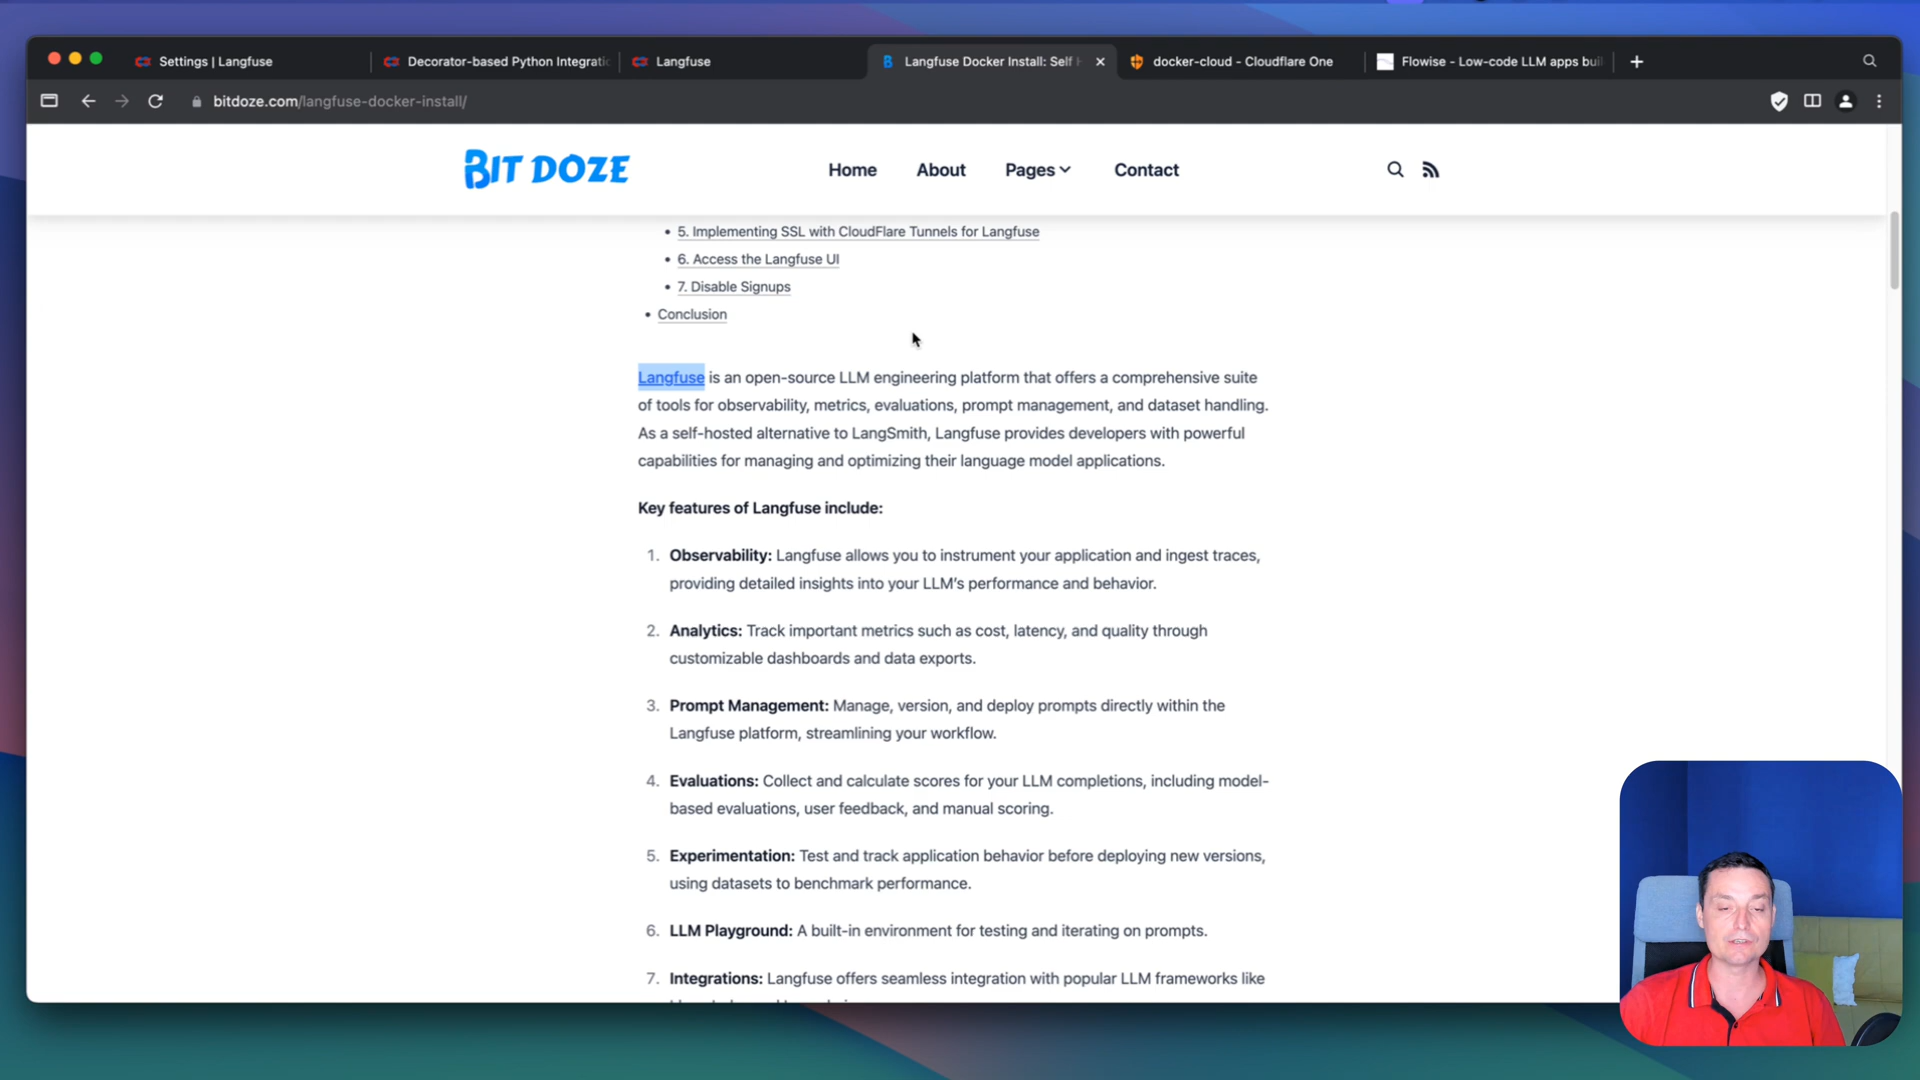 Settings | Langfuse
Decorator-based Python Integratio
Langfuse
Langfuse Docker Install: Self
docker-cloud - Cloudflare One
Flowise - Low-code LLM apps bui
bitdoze.com/langfuse-docker-install/
BIT DOZE
Home
About
Pages
Contact
• 5. Implementing SSL with CloudFlare Tunnels for Langfuse
• 6. Access the Langfuse UI
• 7. Disable Signups
• Conclusion
Langfuse is an open-source LLM engineering platform that offers a comprehensive suite
of tools for observability, metrics, evaluations, prompt management, and dataset handling.
As a self-hosted alternative to LangSmith, Langfuse provides developers with powerful
capabilities for managing and optimizing their language model applications.
Key features of Langfuse include:
1. Observability: Langfuse allows you to instrument your application and ingest traces,
providing detailed insights into your LLM's performance and behavior.
2. Analytics: Track important metrics such as cost, latency, and quality through
customizable dashboards and data exports.
3. Prompt Management: Manage, version, and deploy prompts directly within the
Langfuse platform, streamlining your workflow.
4. Evaluations: Collect and calculate scores for your LLM completions, including model-
based evaluations, user feedback, and manual scoring.
5. Experimentation: Test and track application behavior before deploying new versions,
using datasets to benchmark performance.
6. LLM Playground: A built-in environment for testing and iterating on prompts.
7. Integrations: Langfuse offers seamless integration with popular LLM frameworks like